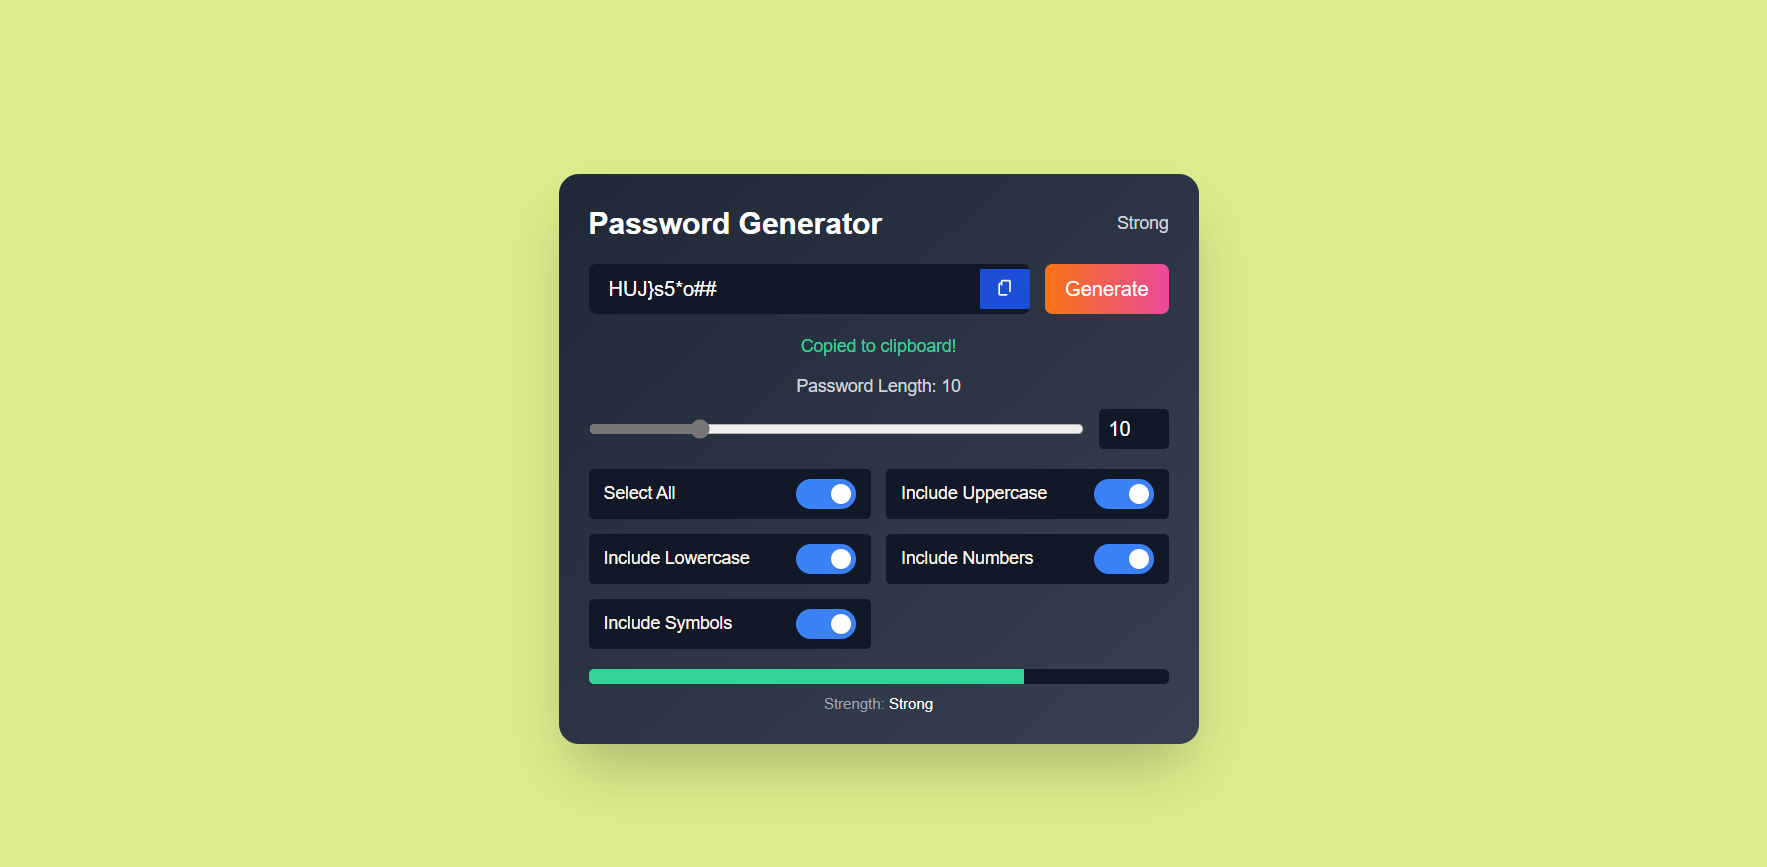 Password Generator
Strong
HUJ}s5*o##
Generate
Copied to clipboard!
Password Length: 10
10
Select All
Include Uppercase
Include Lowercase
Include Numbers
Include Symbols
Strength: Strong